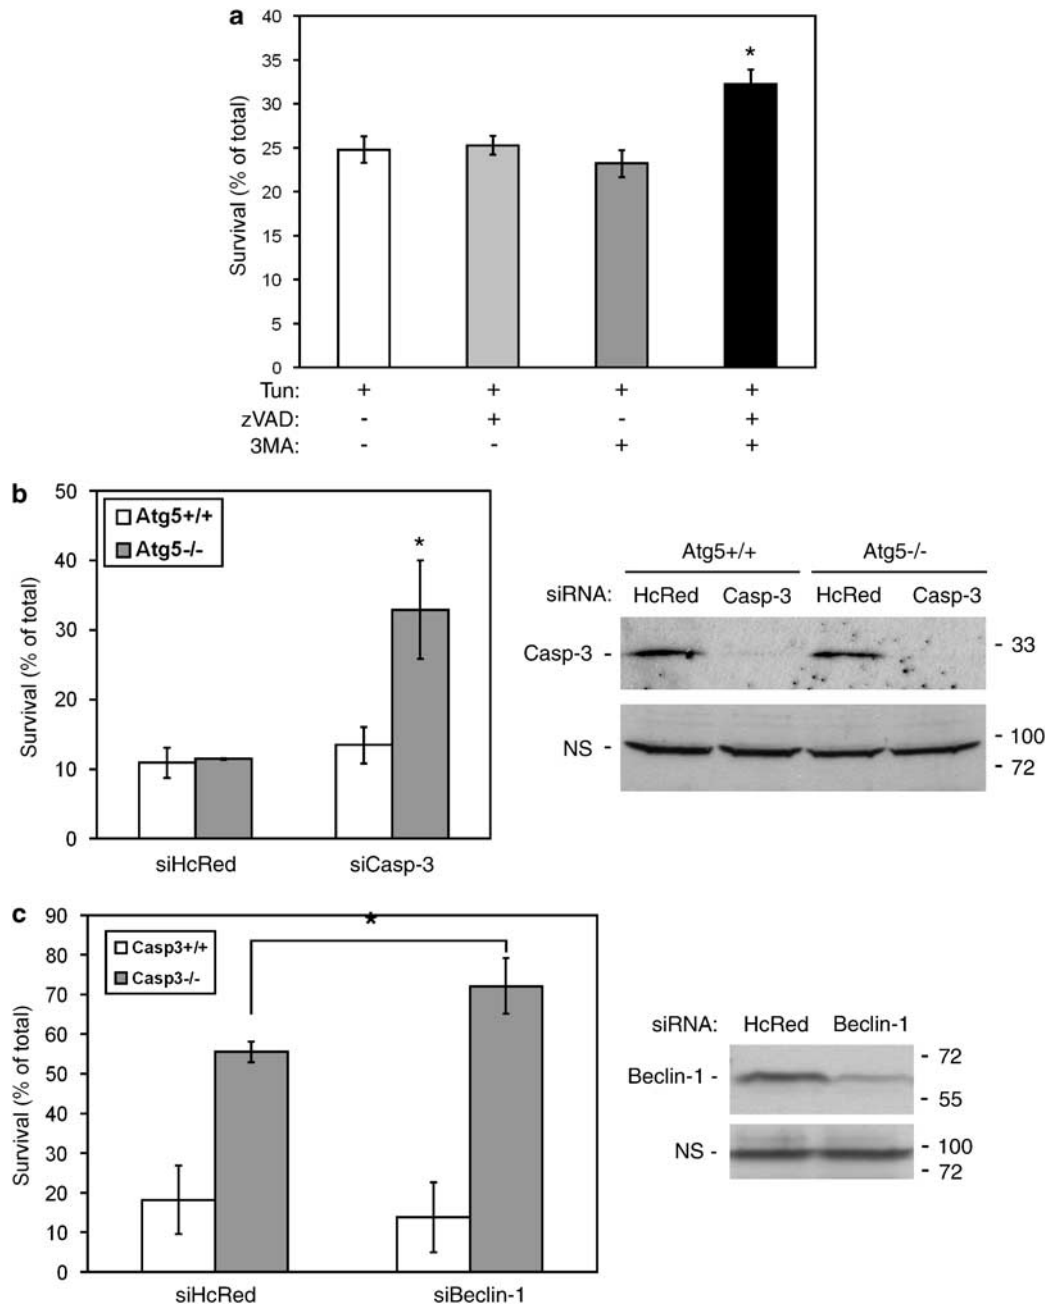 a
Survival (% of total)
40
35
30
25
20
15
10
5
0
*
Tun: + + + +
zVAD: - + - +
3MA: - - + +
b
Survival (% of total)
50
40
30
20
10
0
Atg5+/+
Atg5-/-
*
siHcRed siCasp-3
Atg5+/+ Atg5-/-
siRNA: HcRed Casp-3 HcRed Casp-3
Casp-3 - - 33
NS - - 100
- 72
c
Survival (% of total)
90
80
70
60
50
40
30
20
10
0
Casp3+/+
Casp3-/-
*
siHcRed siBeclin-1
siRNA: HcRed Beclin-1
Beclin-1 - - 72
- 55
NS - - 100
- 72